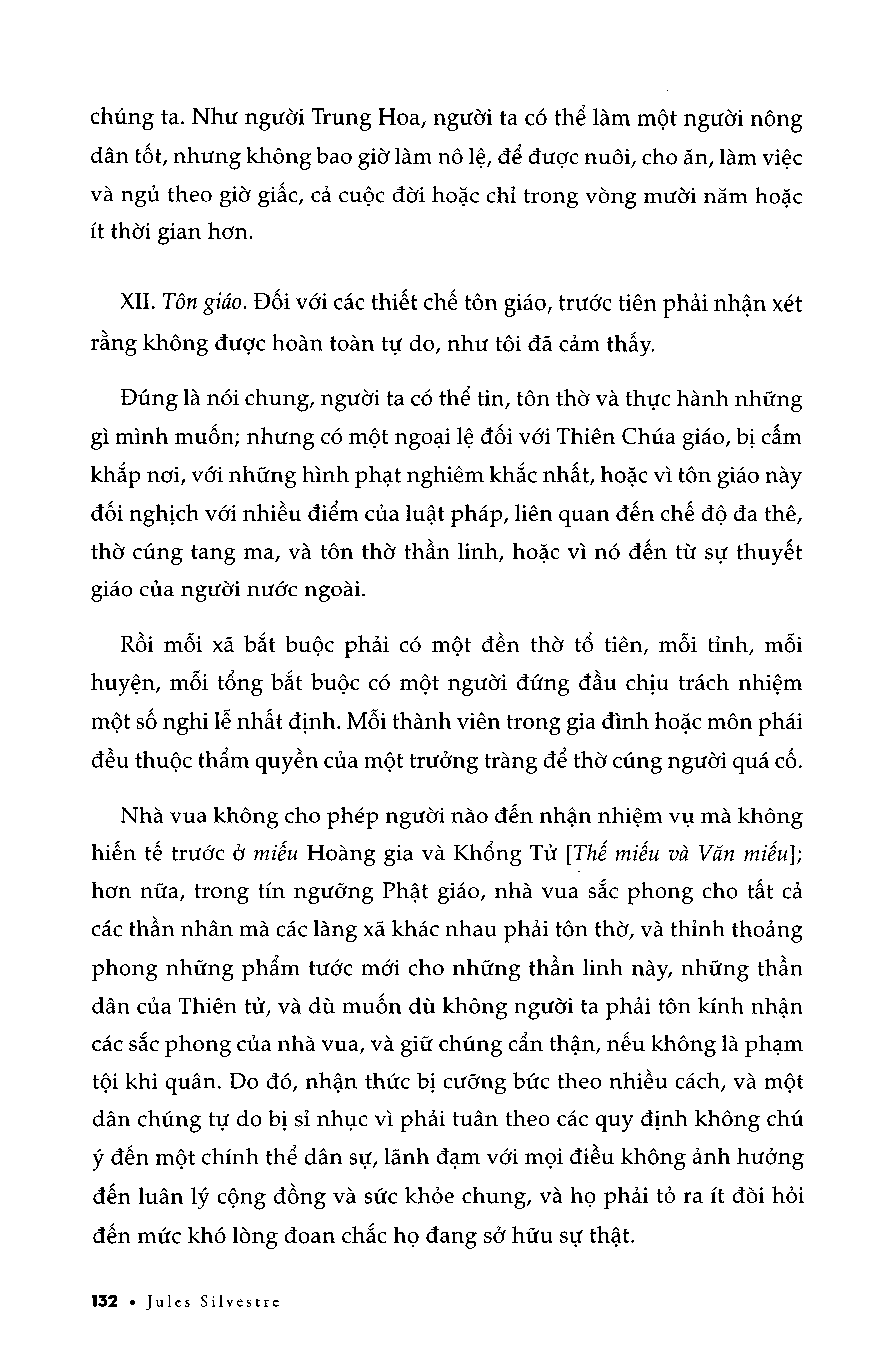 chúng ta. Như người Trung Hoa, người ta có thể làm một người nông
dân tốt, nhưng không bao giờ làm nô lệ, để được nuôi, cho ăn, làm việc
và ngủ theo giờ giấc, cả cuộc đời hoặc chỉ trong vòng mười năm hoặc
ít thời gian hơn.
XII. Tôn giáo. Đối với các thiết chế tôn giáo, trước tiên phải nhận xét
rằng không được hoàn toàn tự do, như tôi đã cảm thấy.
Đúng là nói chung, người ta có thể tin, tôn thờ và thực hành những
gì mình muốn; nhưng có một ngoại lệ đối với Thiên Chúa giáo, bị cấm
khắp nơi, với những hình phạt nghiêm khắc nhất, hoặc vì tôn giáo này
đối nghịch với nhiều điểm của luật pháp, liên quan đến chế độ đa thê,
thờ cúng tang ma, và tôn thờ thần linh, hoặc vì nó đến từ sự thuyết
giáo của người nước ngoài.
Rồi mỗi xã bắt buộc phải có một đền thờ tổ tiên, mỗi tỉnh, mỗi
huyện, mỗi tổng bắt buộc có một người đứng đầu chịu trách nhiệm
một số nghi lễ nhất định. Mỗi thành viên trong gia đình hoặc môn phái
đều thuộc thẩm quyền của một trưởng tràng để thờ cúng người quá cố.
Nhà vua không cho phép người nào đến nhận nhiệm vụ mà không
hiến tế trước ở miếu Hoàng gia và Khổng Tử [Thế miếu và Văn miếu];
hơn nữa, trong tín ngưỡng Phật giáo, nhà vua sắc phong cho tất cả
các thần nhân mà các làng xã khác nhau phải tôn thờ, và thỉnh thoảng
phong những phẩm tước mới cho những thần linh này, những thần
dân của Thiên tử, và dù muốn dù không người ta phải tôn kính nhận
các sắc phong của nhà vua, và giữ chúng cẩn thận, nếu không là phạm
tội khi quân. Do đó, nhận thức bị cưỡng bức theo nhiều cách, và một
dân chúng tự do bị sỉ nhục vì phải tuân theo các quy định không chú
ý đến một chính thể dân sự, lãnh đạm với mọi điều không ảnh hưởng
đến luân lý cộng đồng và sức khỏe chung, và họ phải tỏ ra ít đòi hỏi
đến mức khó lòng đoan chắc họ đang sở hữu sự thật.
132 • Jules Silvestre